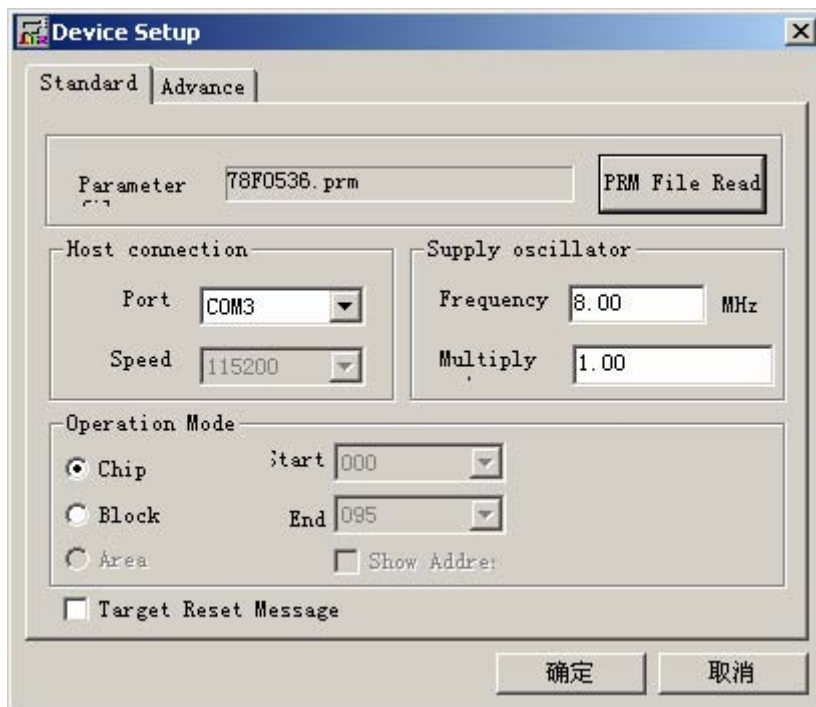 Device Setup
Standard Advance
Parameter 78F0536.prm PRM File Read
Host connection
Port COM3
Speed 115200
Supply oscillator
Frequency 8.00 MHz
Multiply 1.00
Operation Mode
Chip
Block
Area
Start 000
End 095
Show Addre
Target Reset Message
确定 取消